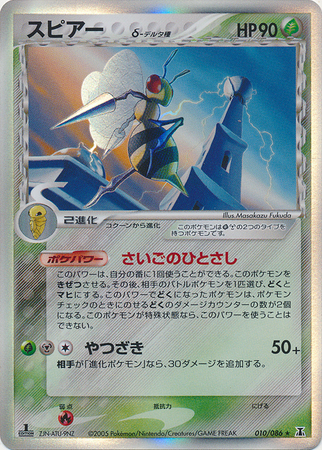 スピアー
δ-デルタ種
HP90
2進化
コクーンから進化
Illus.Masakazu Fukuda
このポケモンは の2つのタイプを
持つポケモンです。
ポケパワー さいごのひとさし
このパワーは、自分の番に1回使うことができる。このポケモンを
きぜつさせる。その後、相手のバトルポケモンを1匹選び、どくと
マヒにする。このパワーでどくになったポケモンは、ポケモン
チェックのときにのせるどくのダメージカウンターの数が2個
になる。このポケモンが特殊状態なら、このパワーを使うことは
できない。
やつざき 50+
相手が「進化ポケモン」なら、30ダメージを追加する。
弱点
抵抗力
にげる
1
EDITION
ZJN-ATU-9NZ
©2005 Pokémon/Nintendo/Creatures/GAME FREAK
010/086 ★